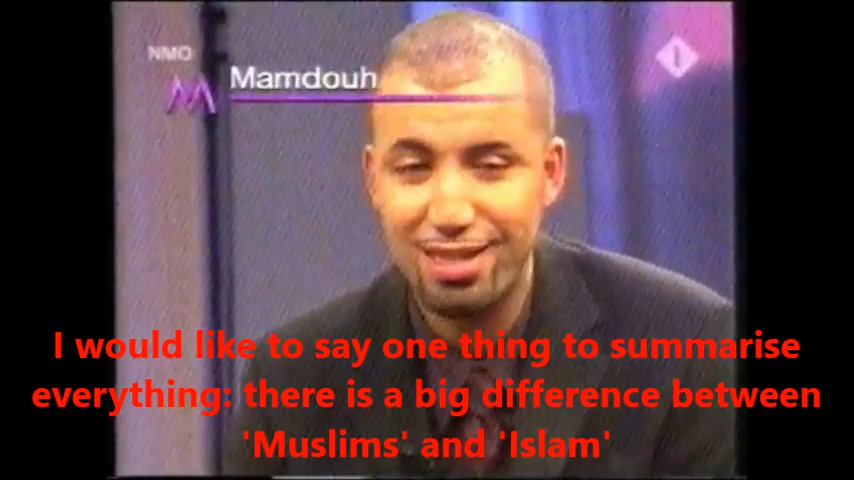 NMO
Mamdouh
I would like to say one thing to summarise
everything: there is a big difference between
'Muslims' and 'Islam'